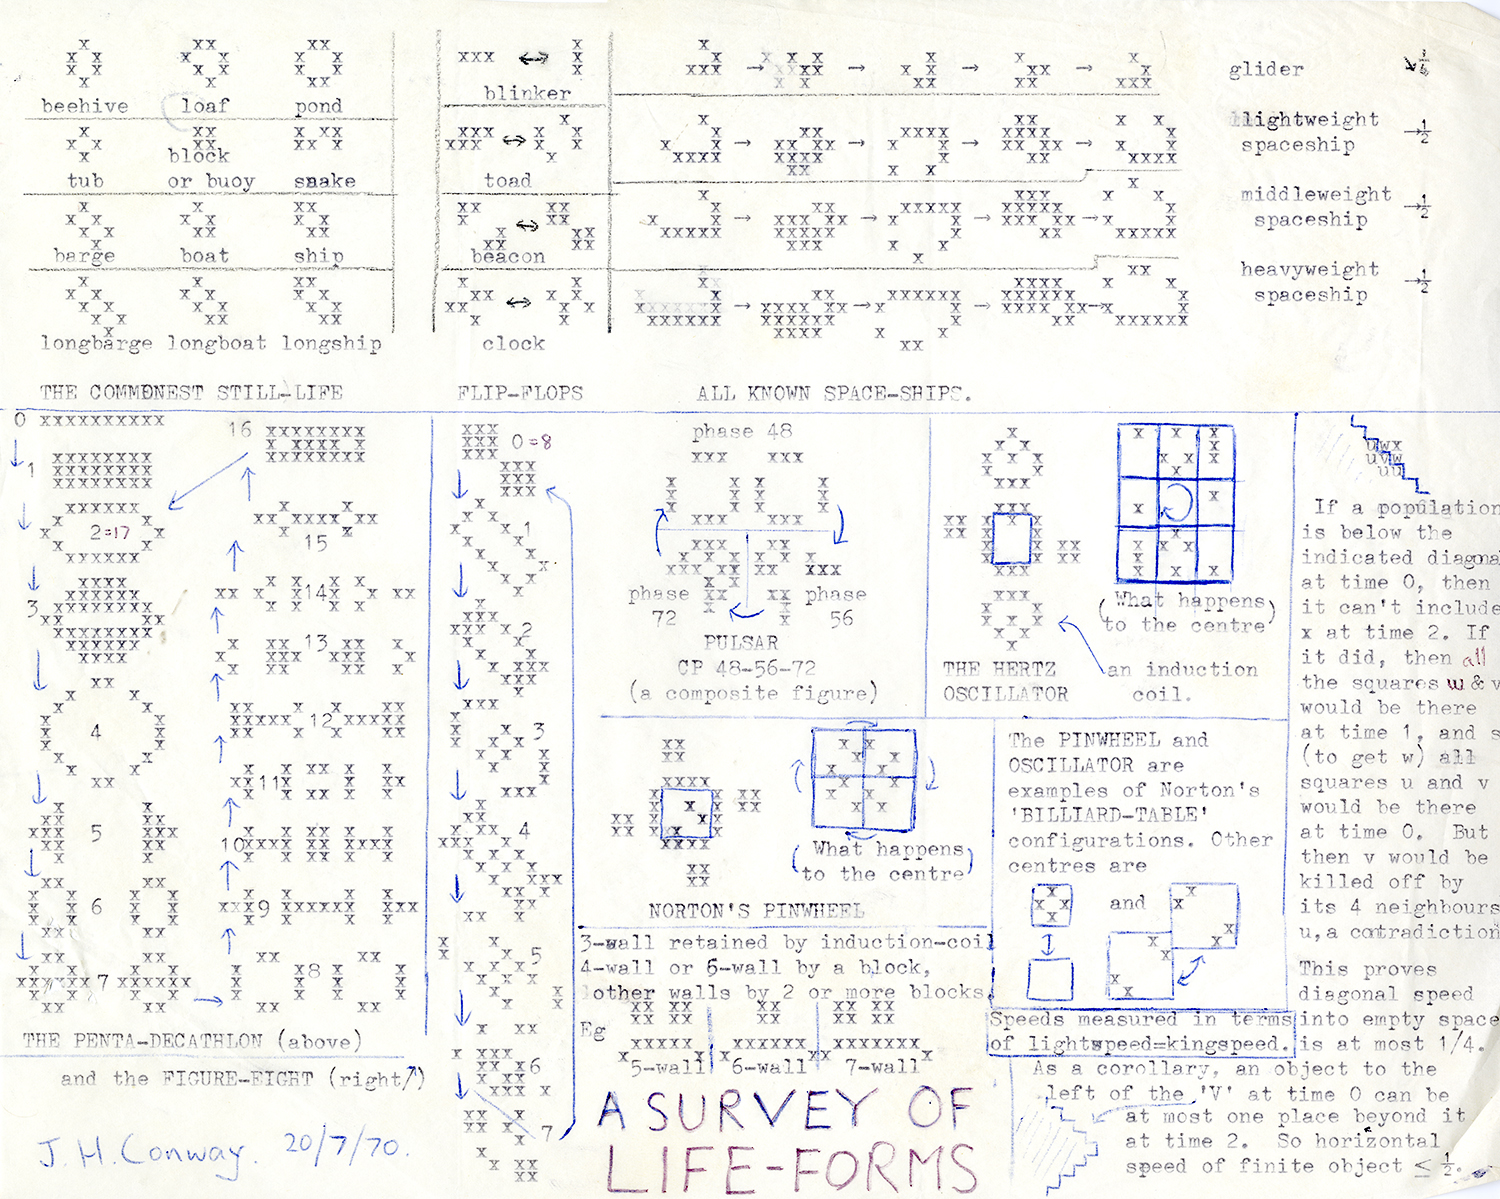 beehive loaf pond
tub block or buoy snake
barge boat ship
longbarge longboat longship
THE COMMONEST STILL-LIFE
blinker
toad
beacon
clock
FLIP-FLOPS
glider
lightweight
spaceship
→ 1/2
middleweight
spaceship
→ 1/2
heavyweight
spaceship
→ 1/2
ALL KNOWN SPACE-SHIPS.
0
1
2=17
3
4
5
6
7
8
9
10
11
12
13
14
15
16
THE PENTA-DECATHLON (above)
and the FIGURE-EIGHT (right↗)
J.H. Conway. 20/7/70.
0=8
1
2
3
4
5
6
7
phase 48
phase
72
phase
56
PULSAR
CP 48-56-72
(a composite figure)
THE HERTZ
OSCILLATOR
(What happens
to the centre)
an induction
coil.
NORTON'S PINWHEEL
(What happens
to the centre)
The PINWHEEL and
OSCILLATOR are
examples of Norton's
'BILLIARD-TABLE'
configurations. Other
centres are
and
3-wall retained by induction-coil
4-wall or 6-wall by a block,
other walls by 2 or more blocks.
Eg
5-wall 6-wall 7-wall
Speeds measured in terms
of lightspeed=kingspeed.
A SURVEY OF
LIFE-FORMS
uwx
uvw
uu
If a population
is below the
indicated diagona
at time 0, then
it can't include
x at time 2. If
it did, then all
the squares w & v
would be there
at time 1, and s
(to get w) all
squares u and v
would be there
at time 0. But
then v would be
killed off by
its 4 neighbours
u, a contradiction
This proves
diagonal speed
into empty space
is at most 1/4.
As a corollary, an object to the
left of the 'V' at time 0 can be
at most one place beyond it
at time 2. So horizontal
speed of finite object ≤ 1/2.